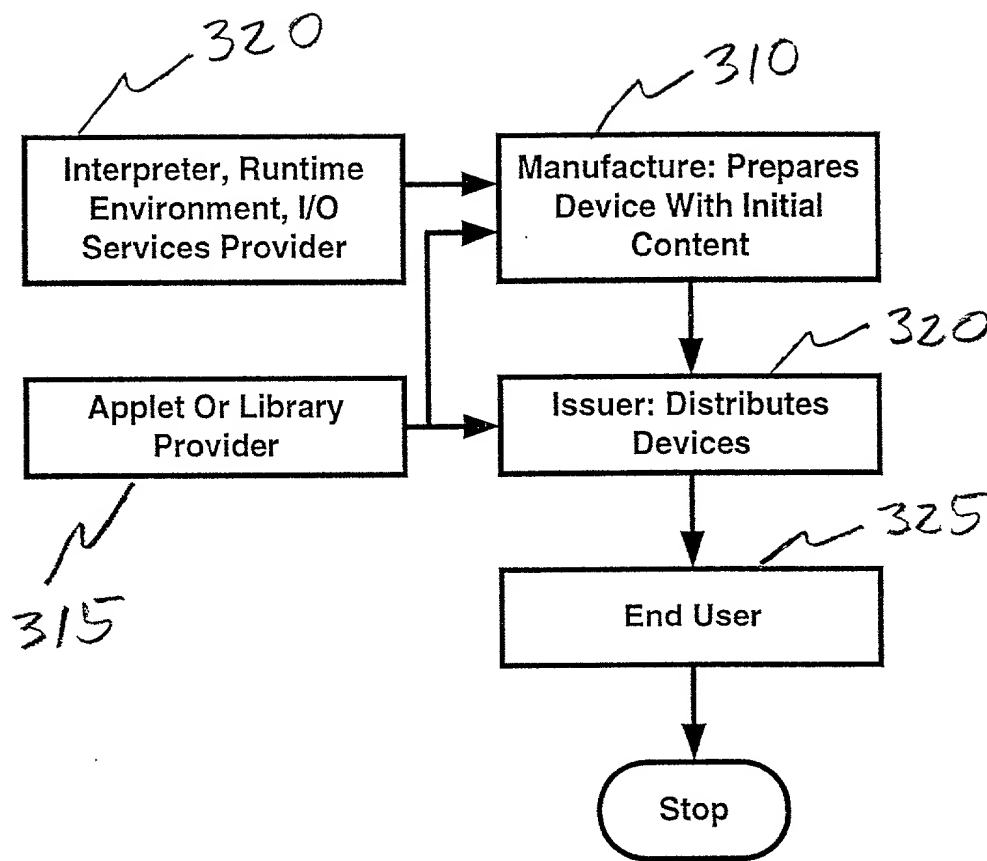 320
310
Interpreter, Runtime
Environment, I/O
Services Provider
Manufacture: Prepares
Device With Initial
Content
320
Applet Or Library
Provider
Issuer: Distributes
Devices
315
325
End User
Stop